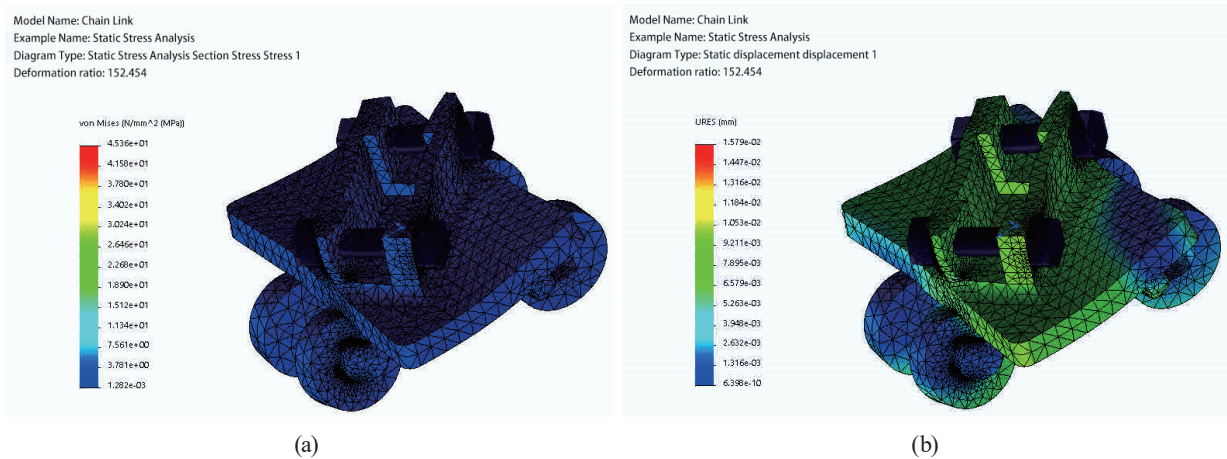 Model Name: Chain Link
Example Name: Static Stress Analysis
Diagram Type: Static Stress Analysis Section Stress Stress 1
Deformation ratio: 152.454
von Mises (N/mm^2 (MPa))
4.536e+01
4.158e+01
3.780e+01
3.402e+01
3.024e+01
2.646e+01
2.268e+01
1.890e+01
1.512e+01
1.134e+01
7.561e+00
3.781e+00
1.282e-03
(a)
Model Name: Chain Link
Example Name: Static Stress Analysis
Diagram Type: Static displacement displacement 1
Deformation ratio: 152.454
URES (mm)
1.579e-02
1.447e-02
1.316e-02
1.184e-02
1.053e-02
9.211e-03
7.895e-03
6.579e-03
5.263e-03
3.948e-03
2.632e-03
1.316e-03
6.398e-10
(b)